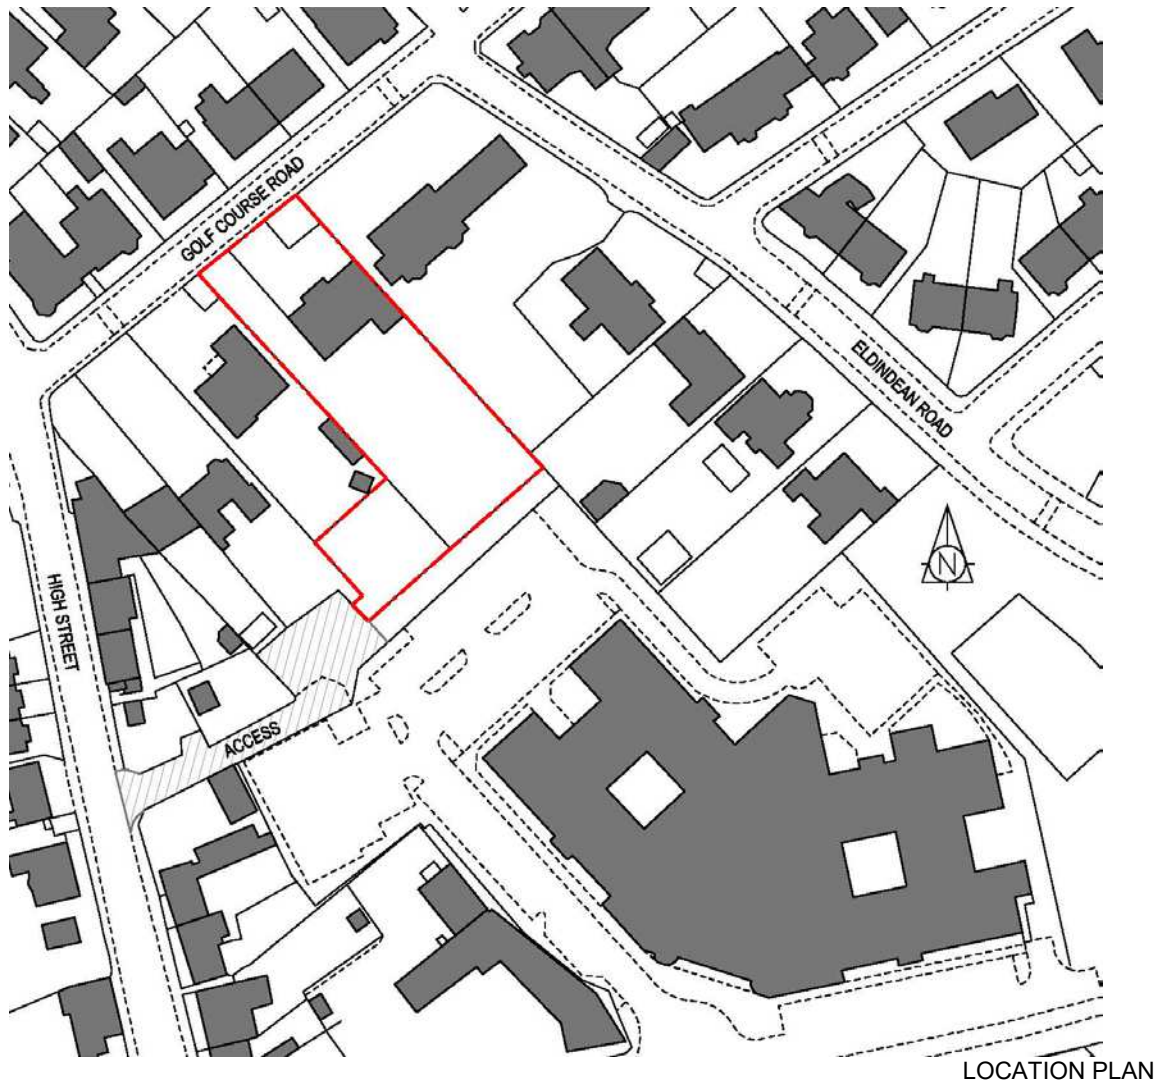 GOLF COURSE ROAD
ELDINDEAN ROAD
N
HIGH STREET
ACCESS
LOCATION PLAN